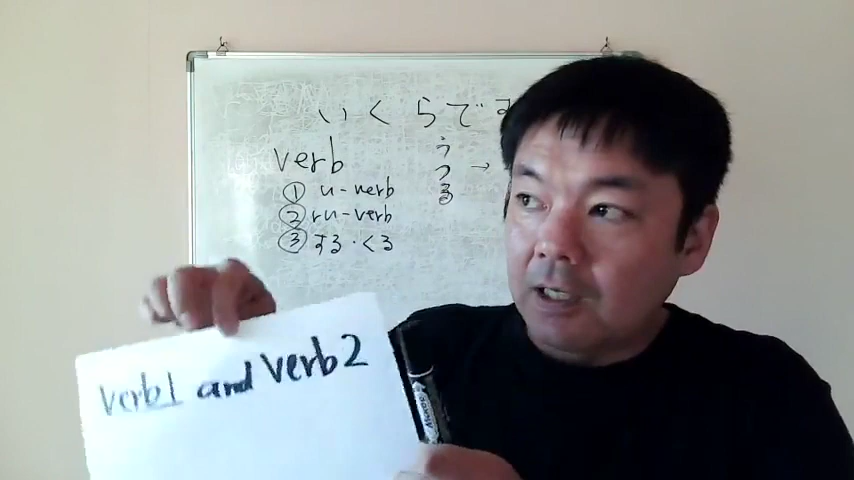 いくらで
verb
う
つ →
る
① u-verb
② ru-verb
③ する・くる
verb1 and verb2